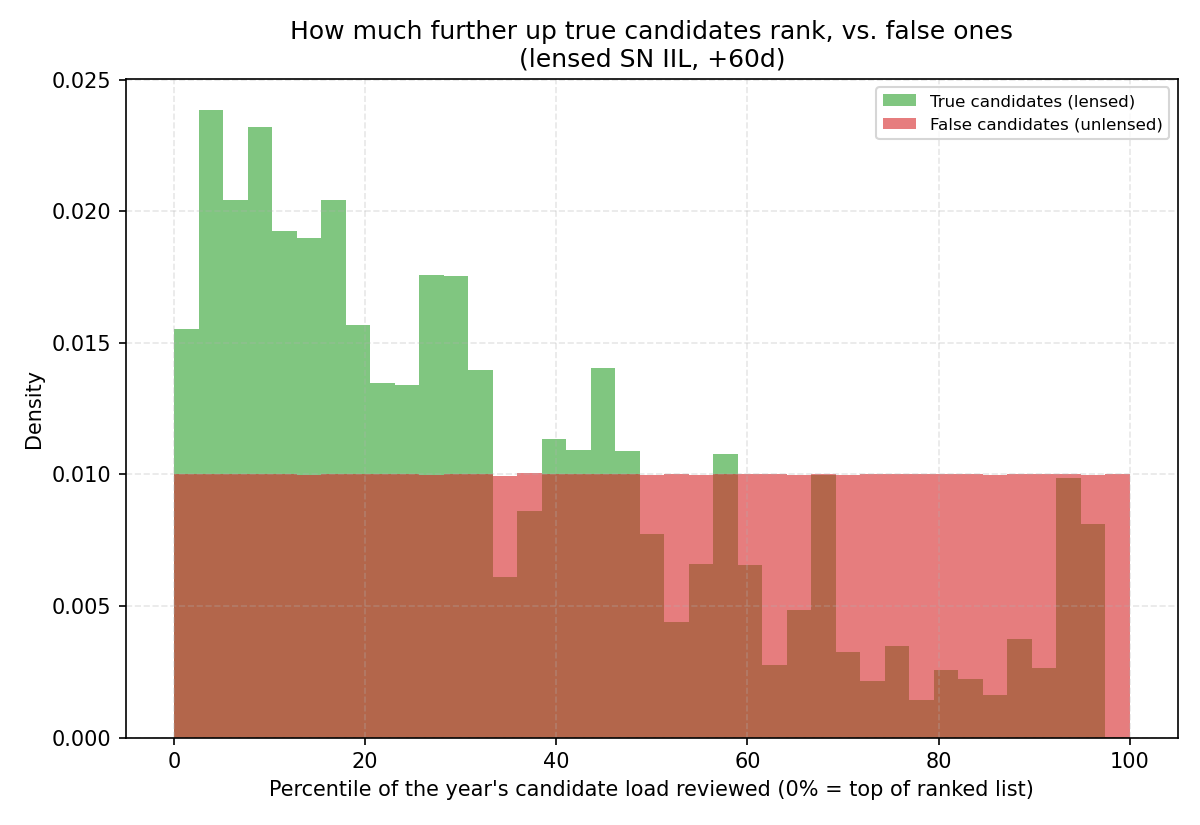 How much further up true candidates rank, vs. false ones
(lensed SN IIL, +60d)
True candidates (lensed)
False candidates (unlensed)
Density
0.025
0.020
0.015
0.010
0.005
0.000
0 20 40 60 80 100
Percentile of the year's candidate load reviewed (0% = top of ranked list)